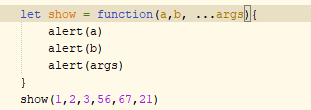 let show = function(a,b, ...args){
    alert(a)
    alert(b)
    alert(args)
}
show(1,2,3,56,67,21)